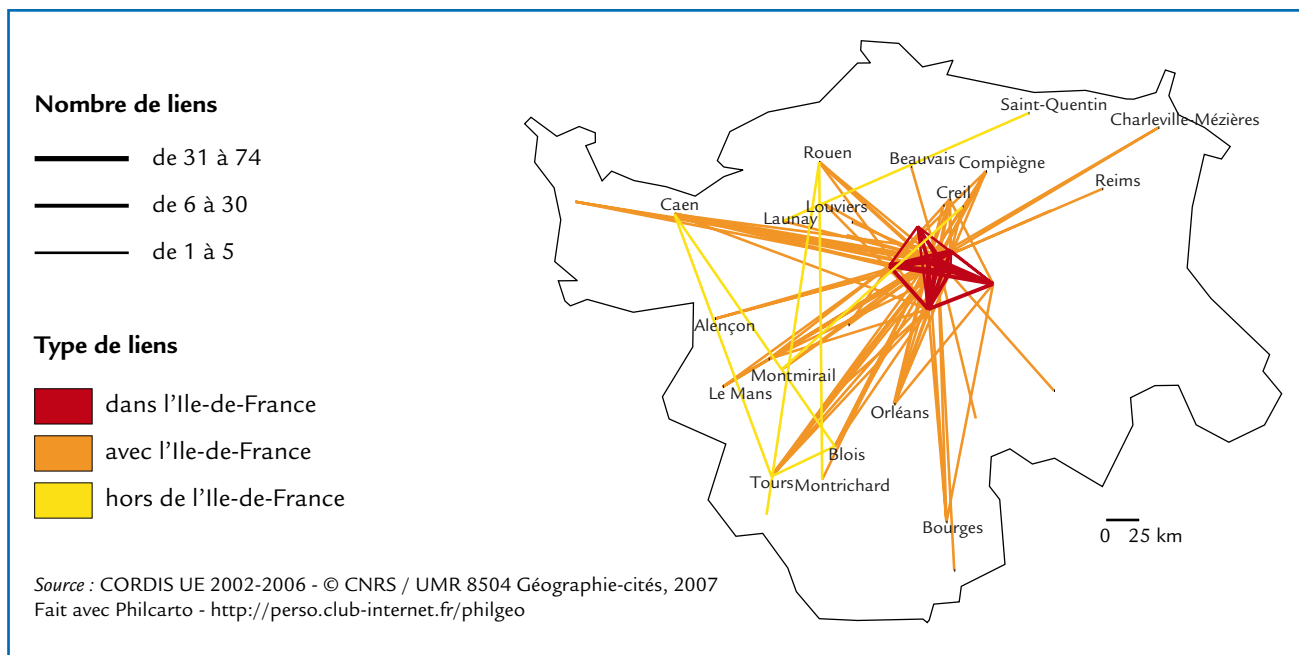 Nombre de liens
de 31 à 74
de 6 à 30
de 1 à 5
Type de liens
dans l'Ile-de-France
avec l'Ile-de-France
hors de l'Ile-de-France
Saint-Quentin
Charleville-Mézières
Rouen
Beauvais
Compiègne
Reims
Creil
Caen
Louviers
Launay
Alençon
Montmirail
Le Mans
Orléans
Blois
Tours
Montrichard
Bourges
0 25 km
Source : CORDIS UE 2002-2006 - © CNRS / UMR 8504 Géographie-cités, 2007
Fait avec Philcarto - http://perso.club-internet.fr/philgeo